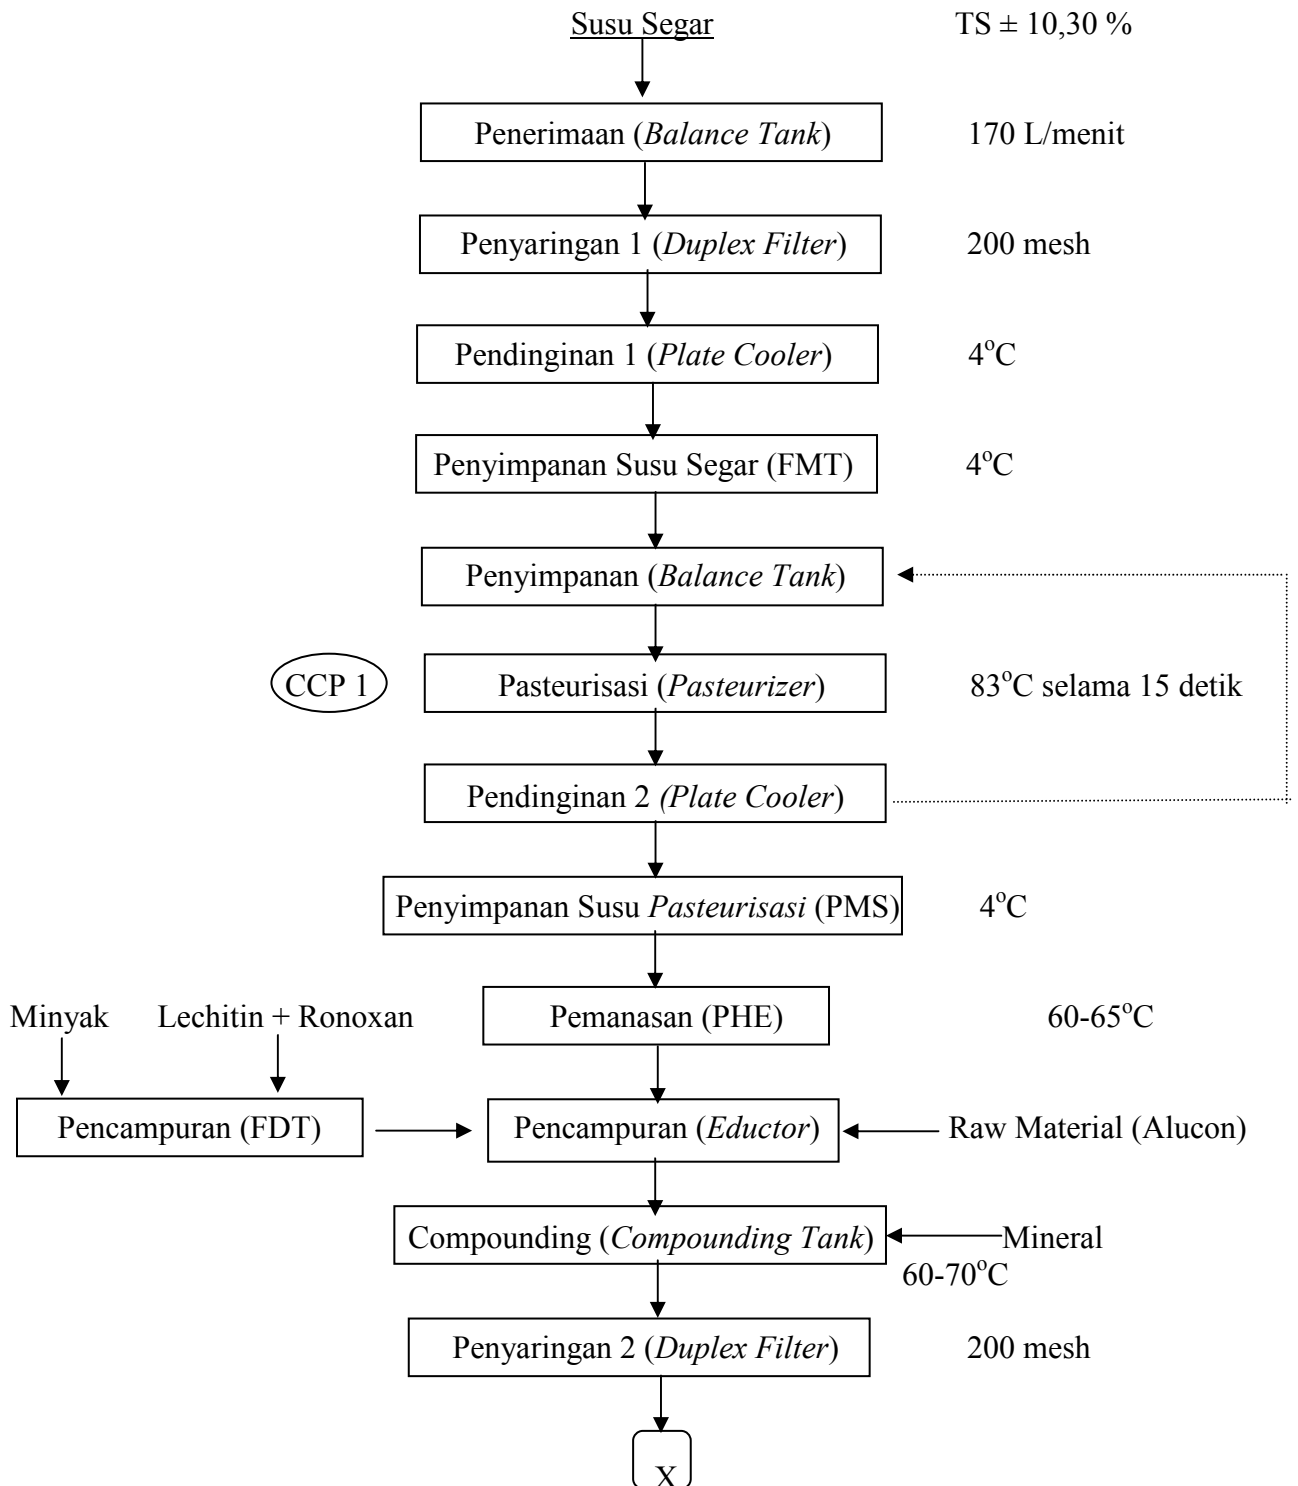 Susu Segar TS ± 10,30 %
Penerimaan (Balance Tank) 170 L/menit
Penyaringan 1 (Duplex Filter) 200 mesh
Pendinginan 1 (Plate Cooler) 4°C
Penyimpanan Susu Segar (FMT) 4°C
Penyimpanan (Balance Tank)
CCP 1 Pasteurisasi (Pasteurizer) 83°C selama 15 detik
Pendinginan 2 (Plate Cooler)
Penyimpanan Susu Pasteurisasi (PMS) 4°C
Minyak Lechitin + Ronoxan Pemanasan (PHE) 60-65°C
Pencampuran (FDT) Pencampuran (Eductor) Raw Material (Alucon)
Compounding (Compounding Tank) Mineral
60-70°C
Penyaringan 2 (Duplex Filter) 200 mesh
X